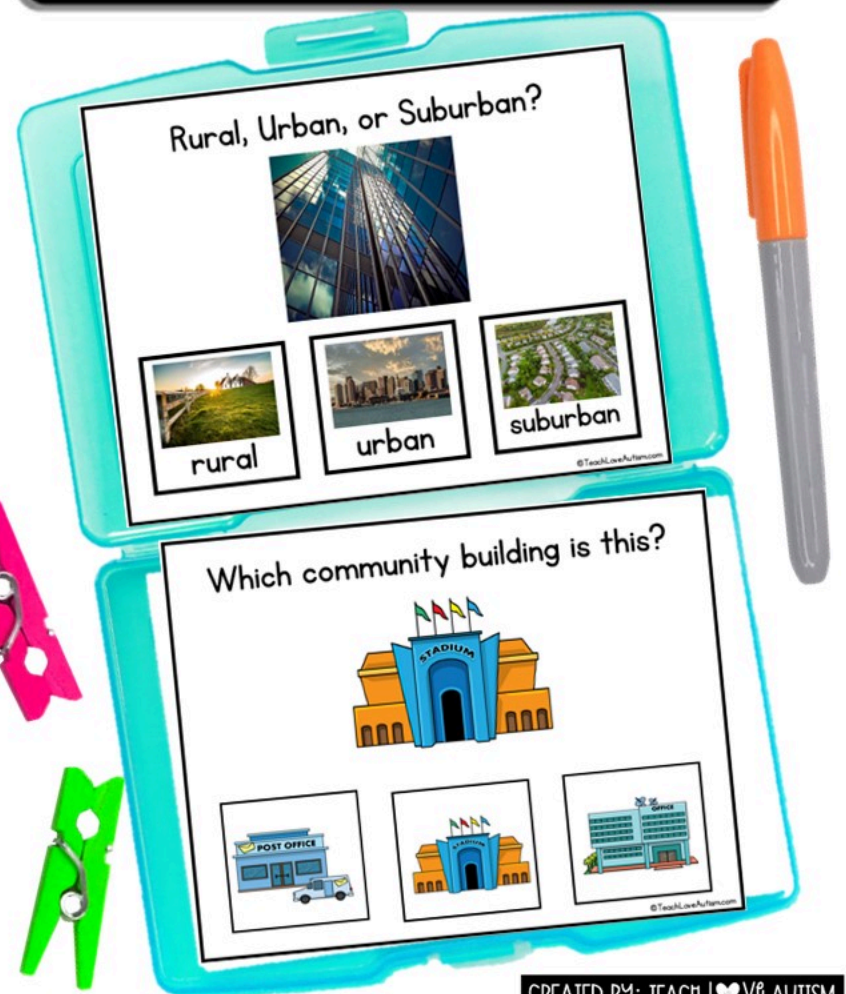 Rural, Urban, or Suburban?
rural
urban
suburban
©TeachLoveAutism.com
Which community building is this?
STADIUM
POST OFFICE
STADIUM
OFFICE
©TeachLoveAutism.com
CREATED BY: TEACH L♥VE AUTISM